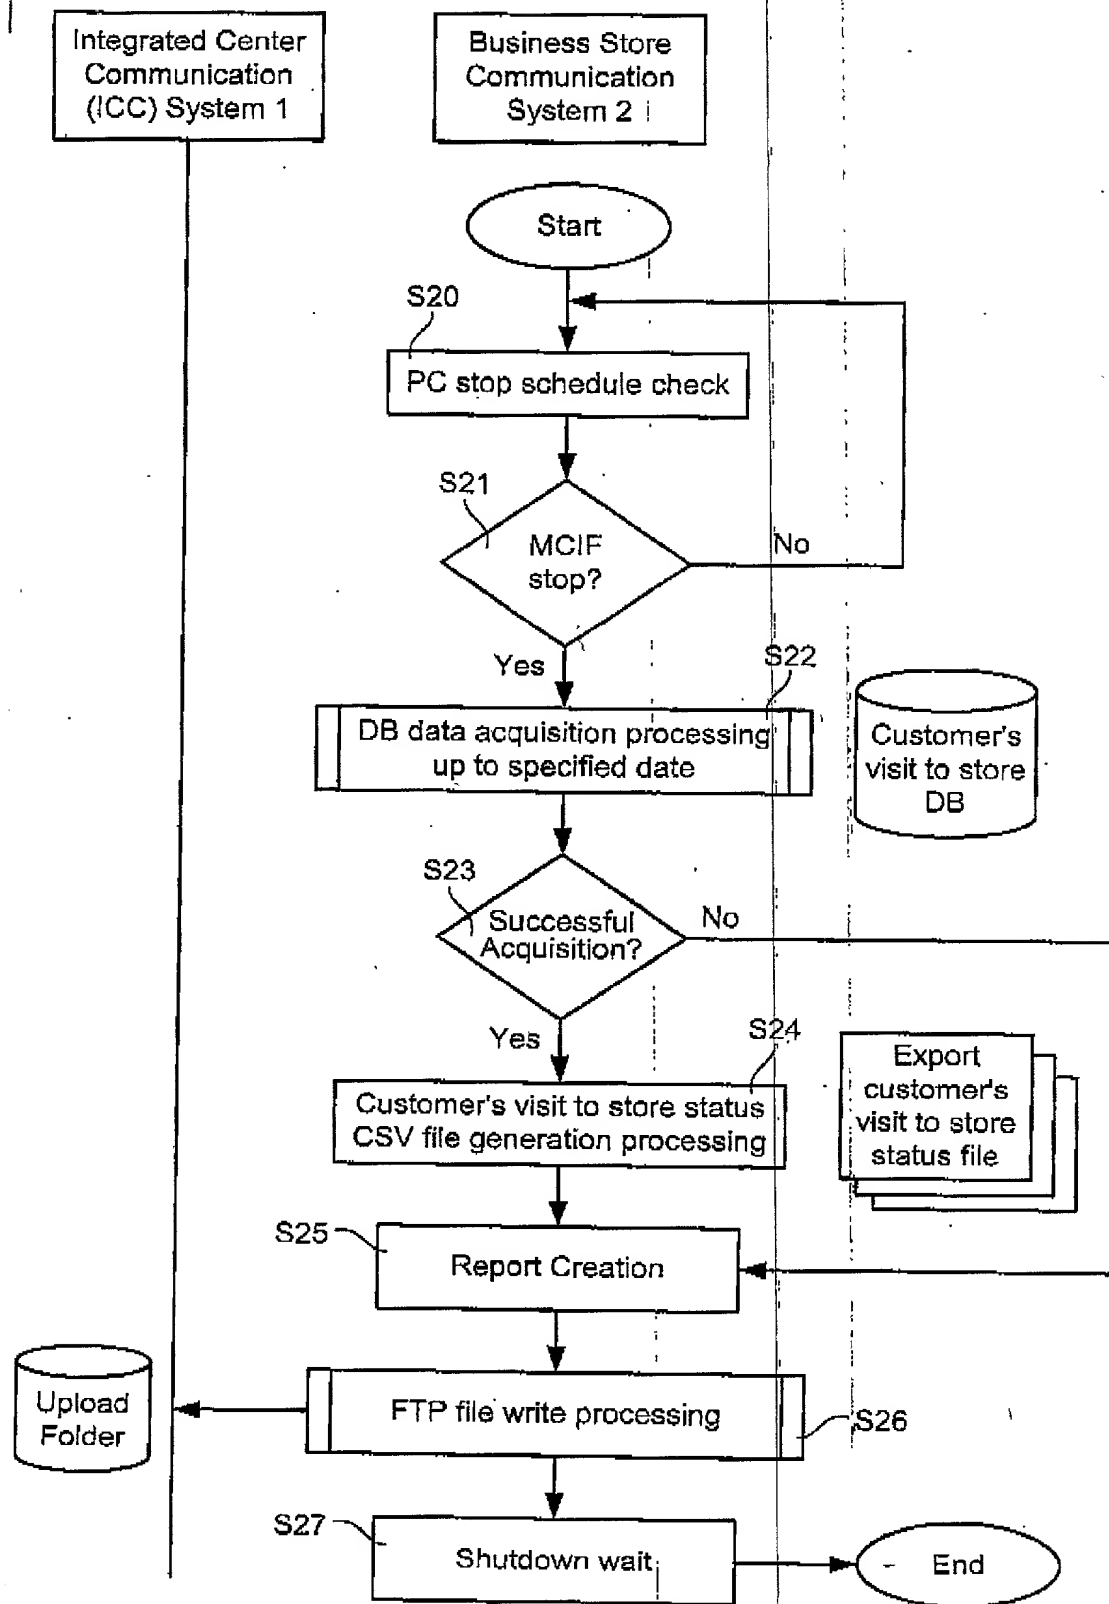 Integrated Center
Communication
(ICC) System 1
Business Store
Communication
System 2
Start
S20
PC stop schedule check
S21
MCIF
stop?
No
Yes
S22
DB data acquisition processing
up to specified date
Customer's
visit to store
DB
S23
Successful
Acquisition?
No
Yes
S24
Customer's visit to store status
CSV file generation processing
Export
customer's
visit to store
status file
S25
Report Creation
Upload
Folder
FTP file write processing
S26
S27
Shutdown wait
End